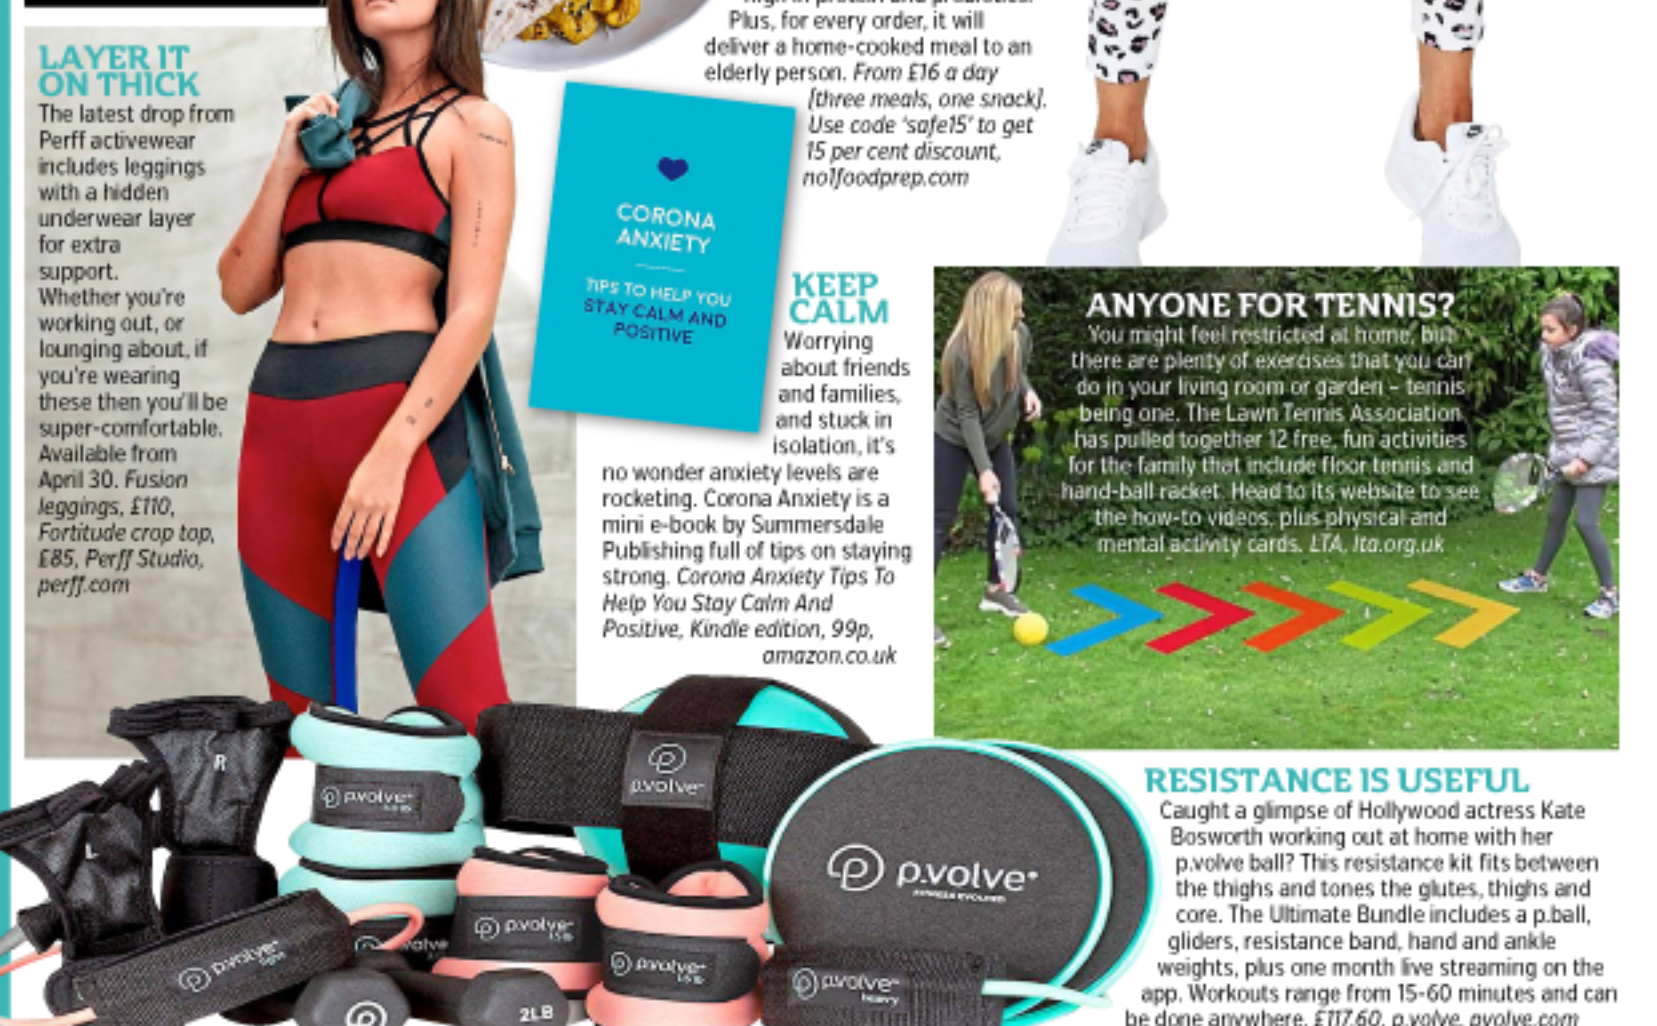 LAYER IT
ON THICK
The latest drop from
Perff activewear
includes leggings
with a hidden
underwear layer
for extra
support.
Whether you're
working out, or
lounging about, if
you're wearing
these then you'll be
super-comfortable.
Available from
April 30. Fusion
leggings, £110,
Fortitude crop top,
£85, Perff Studio,
perff.com
Plus, for every order, it will
deliver a home-cooked meal to an
elderly person. From £16 a day
[three meals, one snack].
Use code 'safe15' to get
15 per cent discount,
no1foodprep.com
CORONA
ANXIETY
TIPS TO HELP YOU
STAY CALM AND
POSITIVE
KEEP
CALM
Worrying
about friends
and families,
and stuck in
isolation, it's
no wonder anxiety levels are
rocketing. Corona Anxiety is a
mini e-book by Summersdale
Publishing full of tips on staying
strong. Corona Anxiety Tips To
Help You Stay Calm And
Positive, Kindle edition, 99p,
amazon.co.uk
ANYONE FOR TENNIS?
You might feel restricted at home, but
there are plenty of exercises that you can
do in your living room or garden – tennis
being one. The Lawn Tennis Association
has pulled together 12 free, fun activities
for the family that include floor tennis and
hand-ball racket. Head to its website to see
the how-to videos, plus physical and
mental activity cards. LTA, lta.org.uk
RESISTANCE IS USEFUL
Caught a glimpse of Hollywood actress Kate
Bosworth working out at home with her
p.volve ball? This resistance kit fits between
the thighs and tones the glutes, thighs and
core. The Ultimate Bundle includes a p.ball,
gliders, resistance band, hand and ankle
weights, plus one month live streaming on the
app. Workouts range from 15-60 minutes and can
be done anywhere. £117.60, p.volve, pvolve.com
R
L
p.volve
p.volve
p.volve
FITNESS EVOLVED
p.volve
p.volve
p.volve
light
p.volve
heavy
volve
2LB